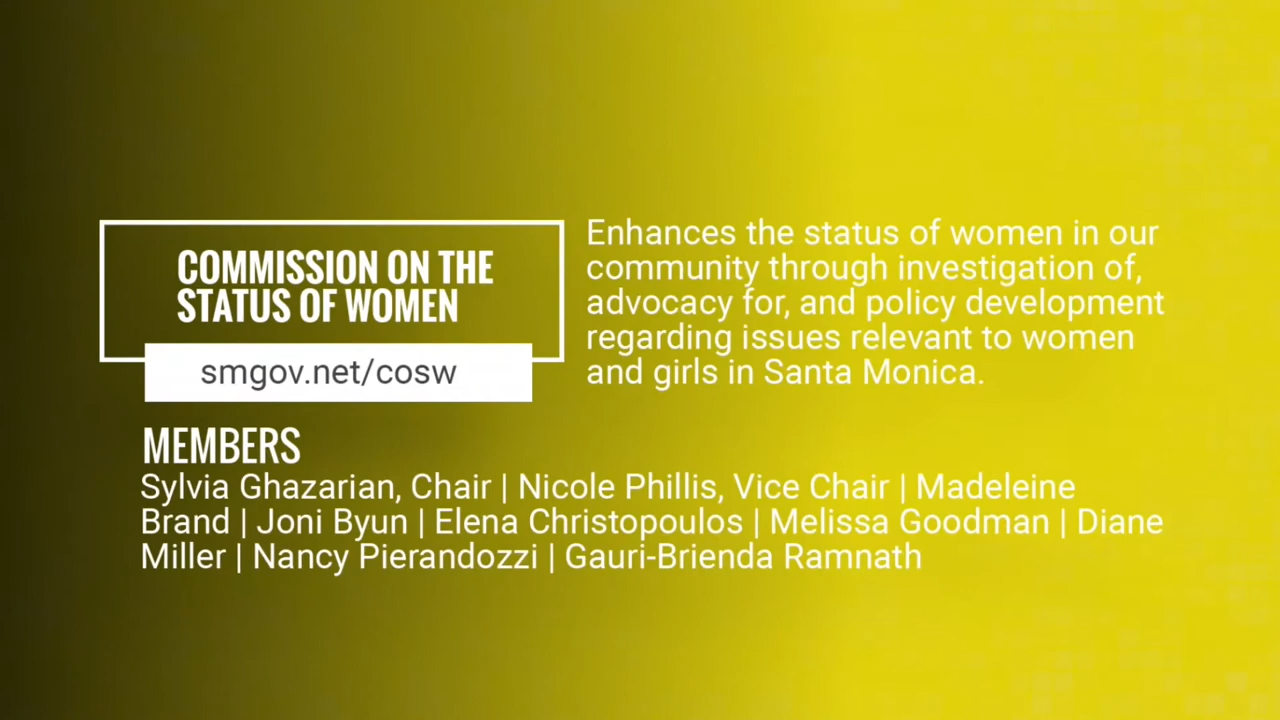 COMMISSION ON THE
STATUS OF WOMEN
smgov.net/cosw
Enhances the status of women in our
community through investigation of,
advocacy for, and policy development
regarding issues relevant to women
and girls in Santa Monica.
MEMBERS
Sylvia Ghazarian, Chair | Nicole Phillis, Vice Chair | Madeleine
Brand | Joni Byun | Elena Christopoulos | Melissa Goodman | Diane
Miller | Nancy Pierandozzi | Gauri-Brienda Ramnath